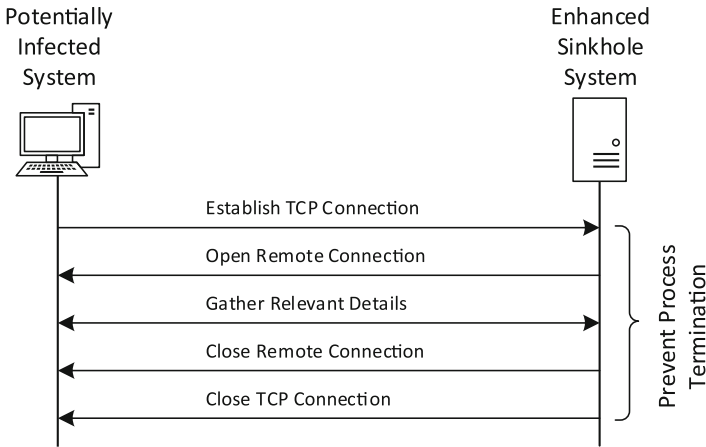 Potentially
Infected
System
Enhanced
Sinkhole
System
Establish TCP Connection
Open Remote Connection
Gather Relevant Details
Close Remote Connection
Close TCP Connection
Prevent Process
Termination